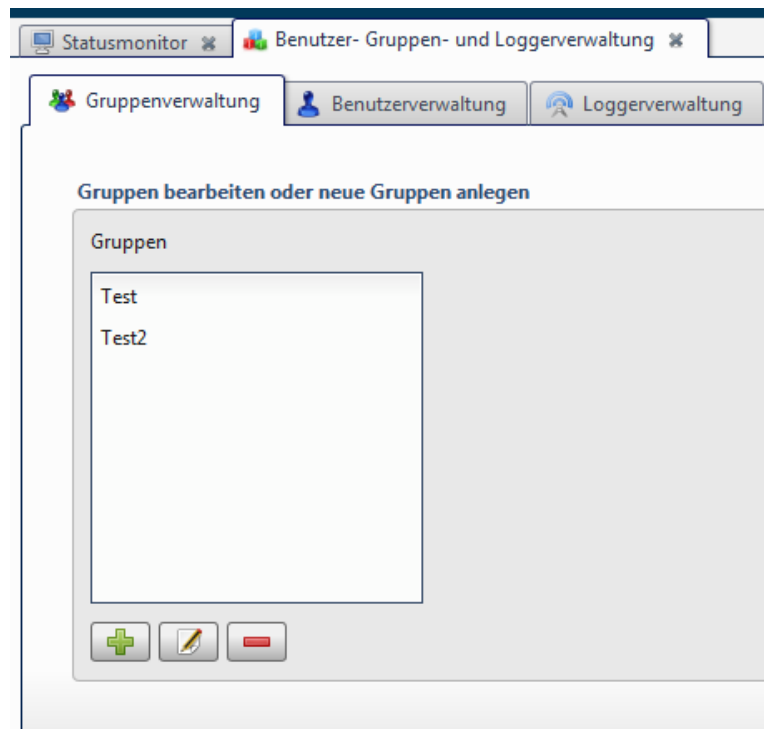 Statusmonitor
Benutzer- Gruppen- und Loggerverwaltung
Gruppenverwaltung
Benutzerverwaltung
Loggerverwaltung
Gruppen bearbeiten oder neue Gruppen anlegen
Gruppen
Test
Test2